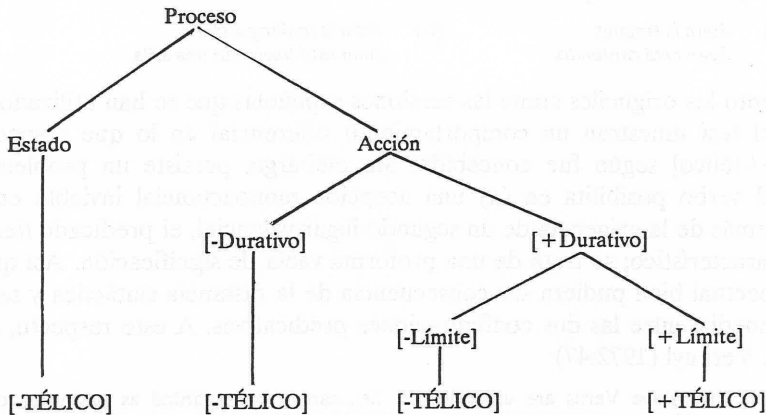 Proceso
Estado Acción
[-Durativo] [+Durativo]
[-Límite] [+Límite]
[-TÉLICO] [-TÉLICO] [-TÉLICO] [+TÉLICO]